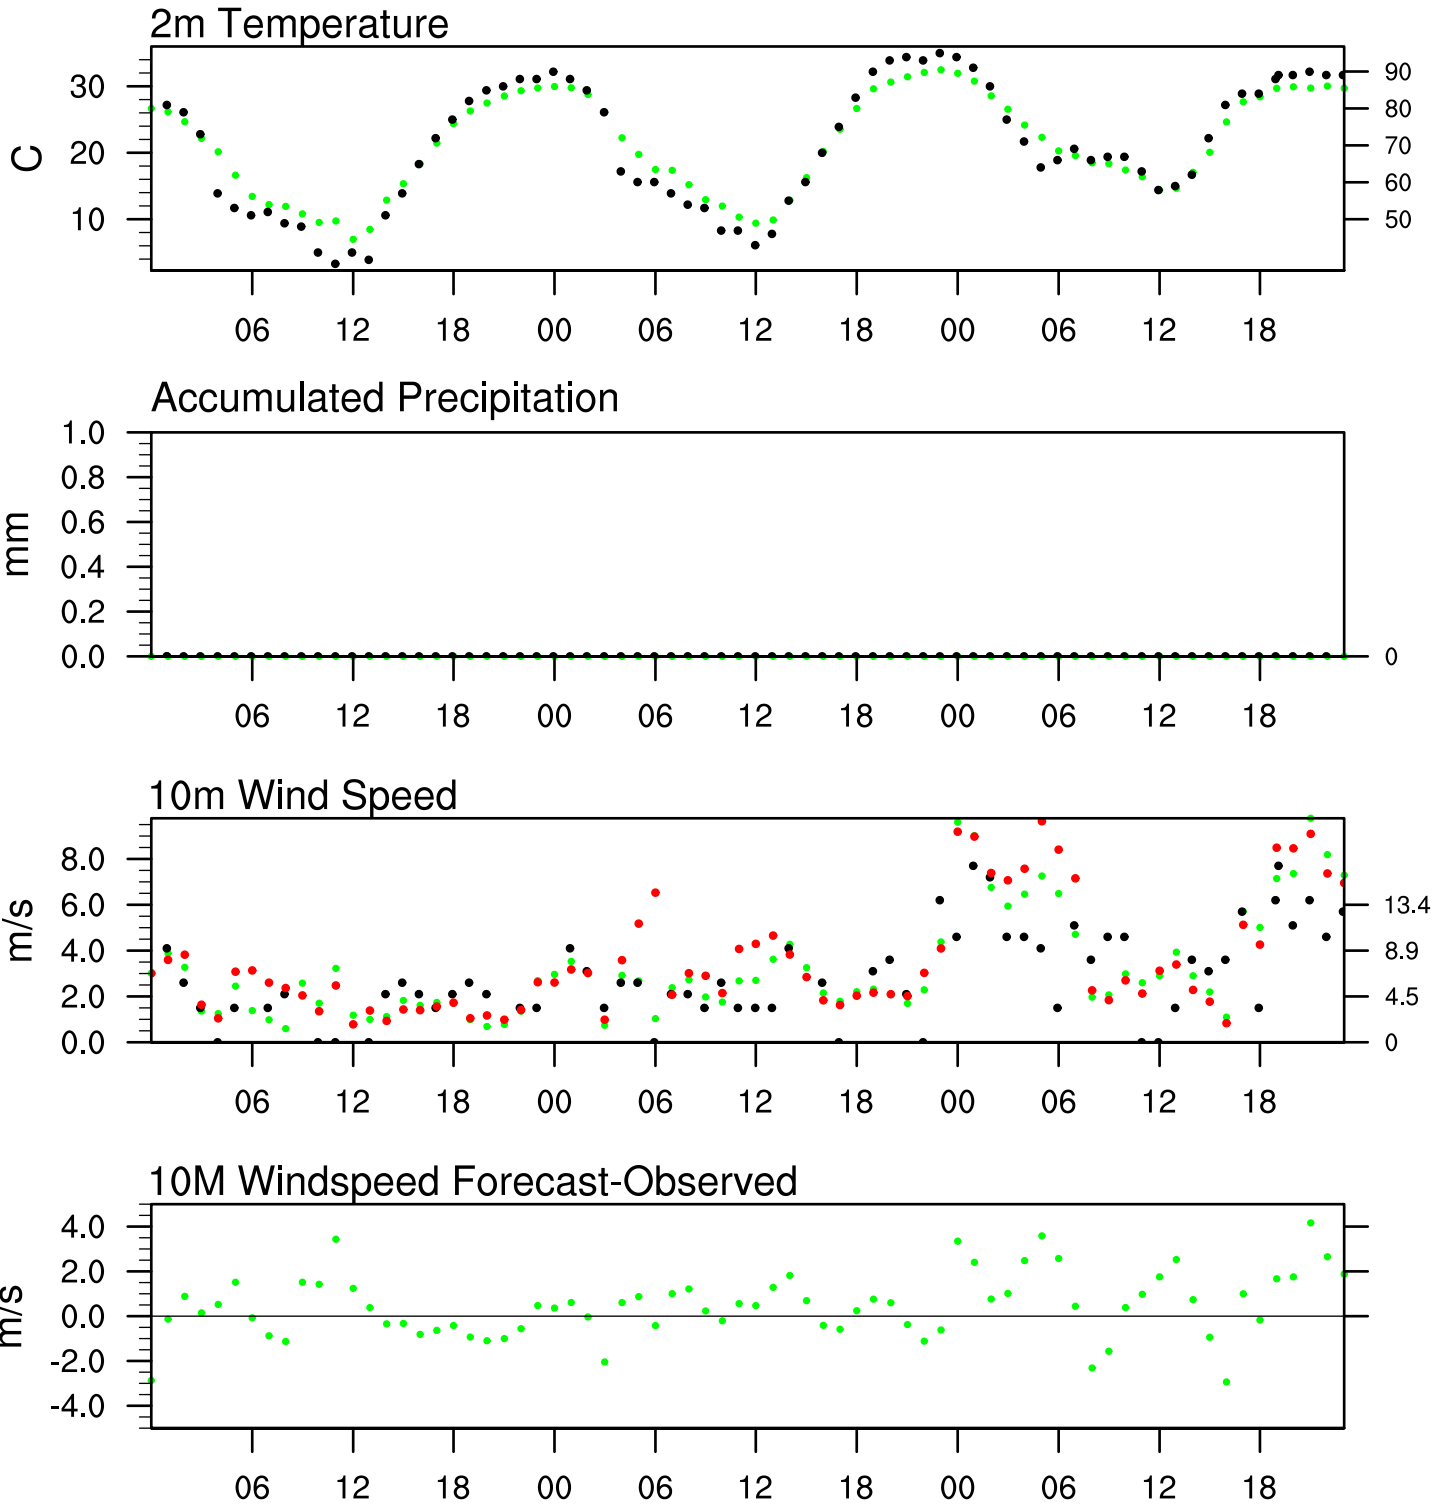 2m Temperature
30
20
10
C
90
80
70
60
50
06 12 18 00 06 12 18 00 06 12 18
Accumulated Precipitation
1.0
0.8
0.6
0.4
0.2
0.0
mm
0
06 12 18 00 06 12 18 00 06 12 18
10m Wind Speed
8.0
6.0
4.0
2.0
0.0
m/s
13.4
8.9
4.5
0
06 12 18 00 06 12 18 00 06 12 18
10M Windspeed Forecast-Observed
4.0
2.0
0.0
-2.0
-4.0
m/s
06 12 18 00 06 12 18 00 06 12 18